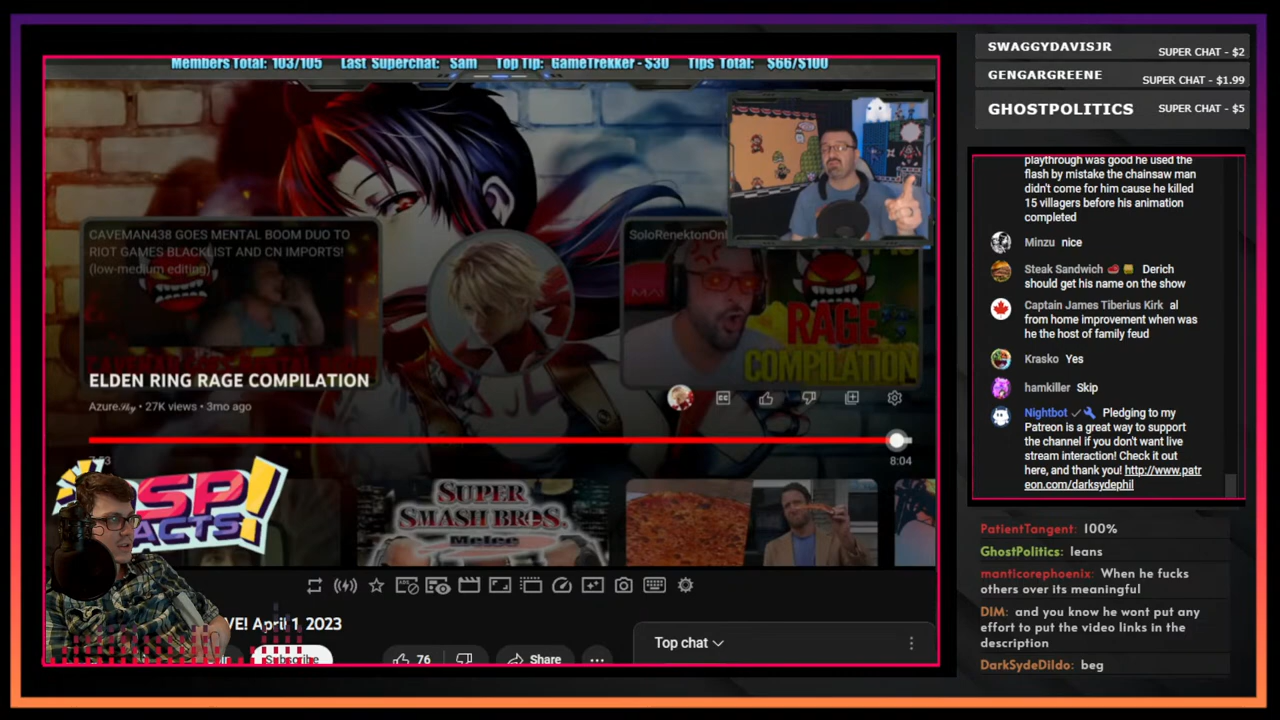 Members Total: 103/105 Last Superchat: Sam Top Tip: GameTrekker - $30 Tips Total: $66/$100
CAVEMAN438 GOES MENTAL BOOM DUO TO
RIOT GAMES BLACKLIST AND CN IMPORTS!
(low-medium editing)
RAGE
COMPILATION
ELDEN RING RAGE COMPILATION
AzureSky • 27K views • 3mo ago
8:04
SUPER
SMASH BROS.
Melee
VE! April 1 2023
Subscribe
76
Share
Top chat
SWAGGYDAVISJR SUPER CHAT - $2
GENGARGREENE SUPER CHAT - $1.99
GHOSTPOLITICS SUPER CHAT - $5
playthrough was good he used the
flash by mistake the chainsaw man
didn't come for him cause he killed
15 villagers before his animation
completed
Minzu nice
Steak Sandwich Derich
should get his name on the show
Captain James Tiberius Kirk al
from home improvement when was
he the host of family feud
Krasko Yes
hamkiller Skip
Nightbot Pledging to my
Patreon is a great way to support
the channel if you don't want live
stream interaction! Check it out
here, and thank you! http://www.patr
eon.com/darksydephil
PatientTangent: 100%
GhostPolitics: leans
manticorephoenix: When he fucks
others over its meaningful
DIM: and you know he wont put any
effort to put the video links in the
description
DarkSydeDildo: beg